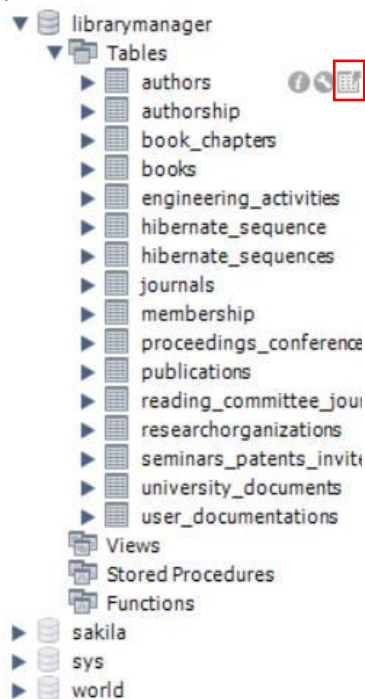 librarymanager
Tables
authors
authorship
book_chapters
books
engineering_activities
hibernate_sequence
hibernate_sequences
journals
membership
proceedings_conference
publications
reading_committee_jour
researchorganizations
seminars_patents_invite
university_documents
user_documentations
Views
Stored Procedures
Functions
sakila
sys
world